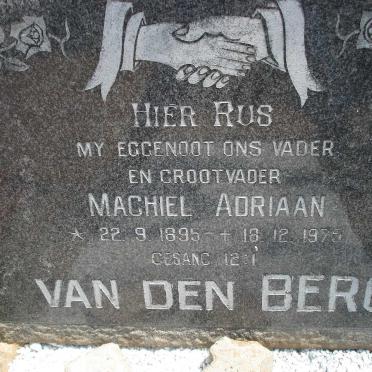 HIER RUS
MY EGGENOOT ONS VADER
EN GROOTVADER
MACHIEL ADRIAAN
* 22.9.1895 + 18.12.1975
GESANG 12:1
VAN DEN BERG